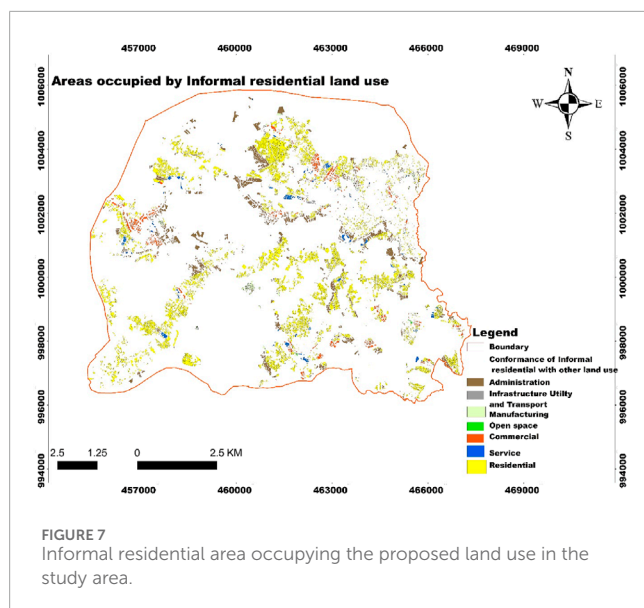 457000 460000 463000 466000 469000
Areas occupied by Informal residential land use
N
W E
S
1006000 1006000
1004000 1004000
1002000 1002000
1000000 1000000
998000 998000
996000 996000
994000 994000
Legend
Boundary
Conformance of Informal
residential with other land use
Administration
Infrastructure Utility
and Transport
Manufacturing
Open space
Commercial
Service
Residential
2.5 1.25 0 2.5 KM
457000 460000 463000 466000 469000
FIGURE 7
Informal residential area occupying the proposed land use in the
study area.